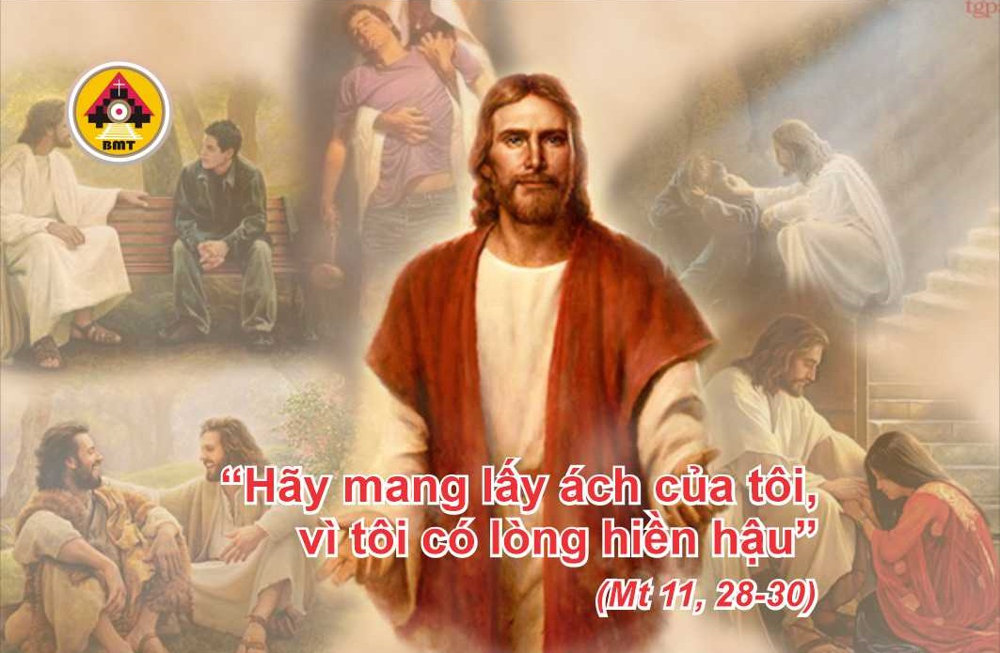 tgp
BMT
“Hãy mang lấy ách của tôi,
vì tôi có lòng hiền hậu”
(Mt 11, 28-30)